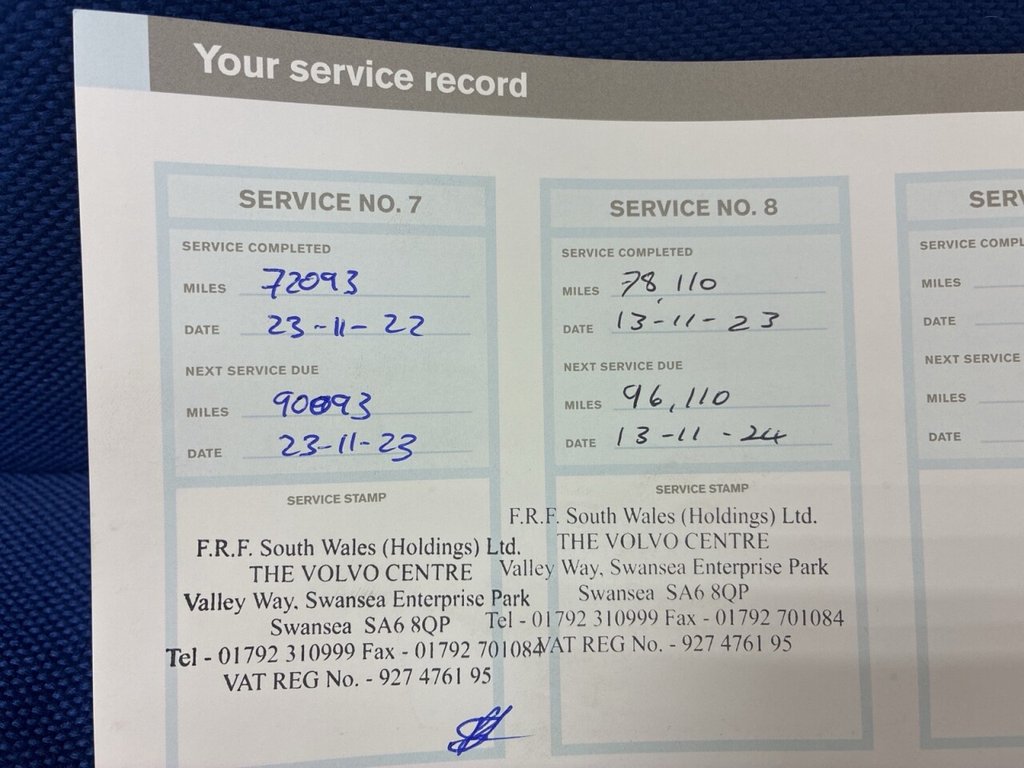 Your service record
SERVICE NO. 7
SERVICE COMPLETED
MILES 72093
DATE 23-11-22
NEXT SERVICE DUE
MILES 90093
DATE 23-11-23
SERVICE STAMP
F.R.F. South Wales (Holdings) Ltd.
THE VOLVO CENTRE
Valley Way, Swansea Enterprise Park
Swansea SA6 8QP
Tel - 01792 310999 Fax - 01792 701084
VAT REG No. - 927 4761 95
SERVICE NO. 8
SERVICE COMPLETED
MILES 78,110
DATE 13-11-23
NEXT SERVICE DUE
MILES 96,110
DATE 13-11-24
SERVICE STAMP
F.R.F. South Wales (Holdings) Ltd.
THE VOLVO CENTRE
Valley Way, Swansea Enterprise Park
Swansea SA6 8QP
Tel - 01792 310999 Fax - 01792 701084
VAT REG No. - 927 4761 95
SERV
SERVICE COMPL
MILES
DATE
NEXT SERVICE
MILES
DATE